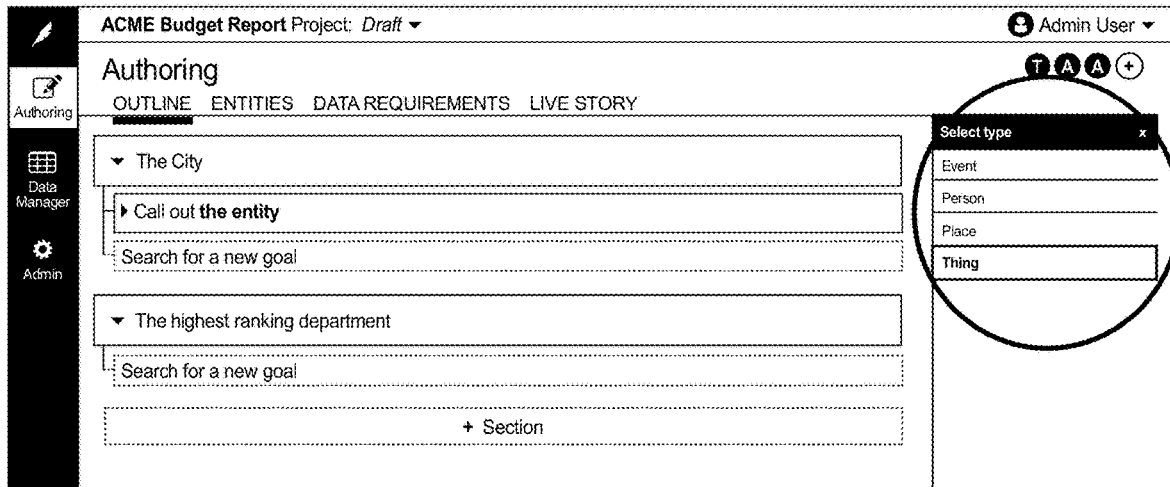 ACME Budget Report Project: Draft
Admin User
Authoring
T A A +
Authoring
OUTLINE ENTITIES DATA REQUIREMENTS LIVE STORY
Select type x
The City
Event
Data
Manager
Person
Call out the entity
Place
Search for a new goal
Thing
Admin
The highest ranking department
Search for a new goal
+ Section